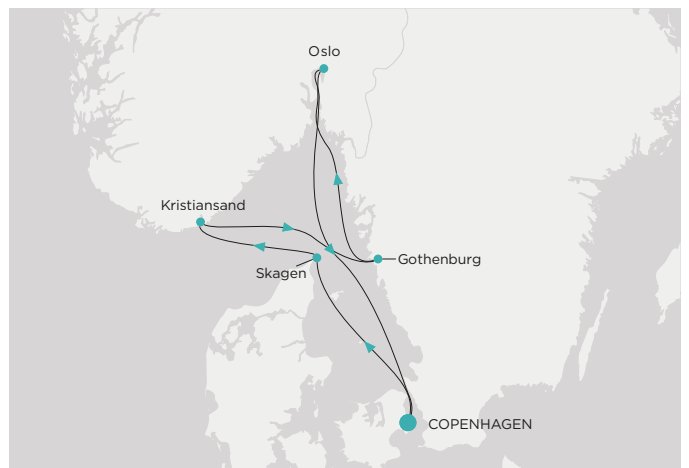 Oslo
Kristiansand
Gothenburg
Skagen
COPENHAGEN